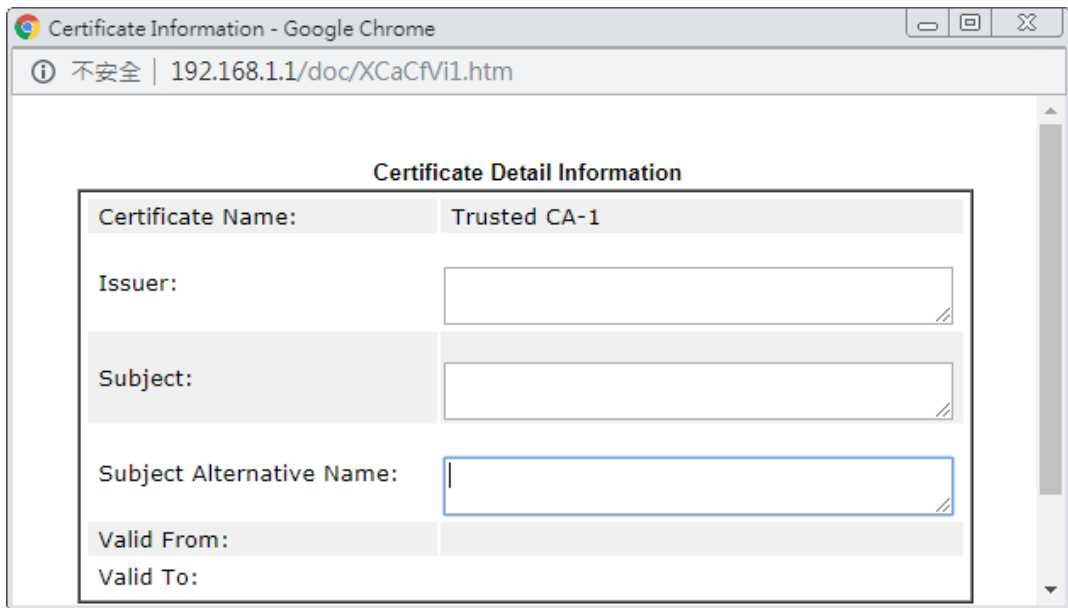 Certificate Information - Google Chrome
不安全 | 192.168.1.1/doc/XCaCfVi1.htm
Certificate Detail Information
Certificate Name: Trusted CA-1
Issuer:
Subject:
Subject Alternative Name:
Valid From:
Valid To: